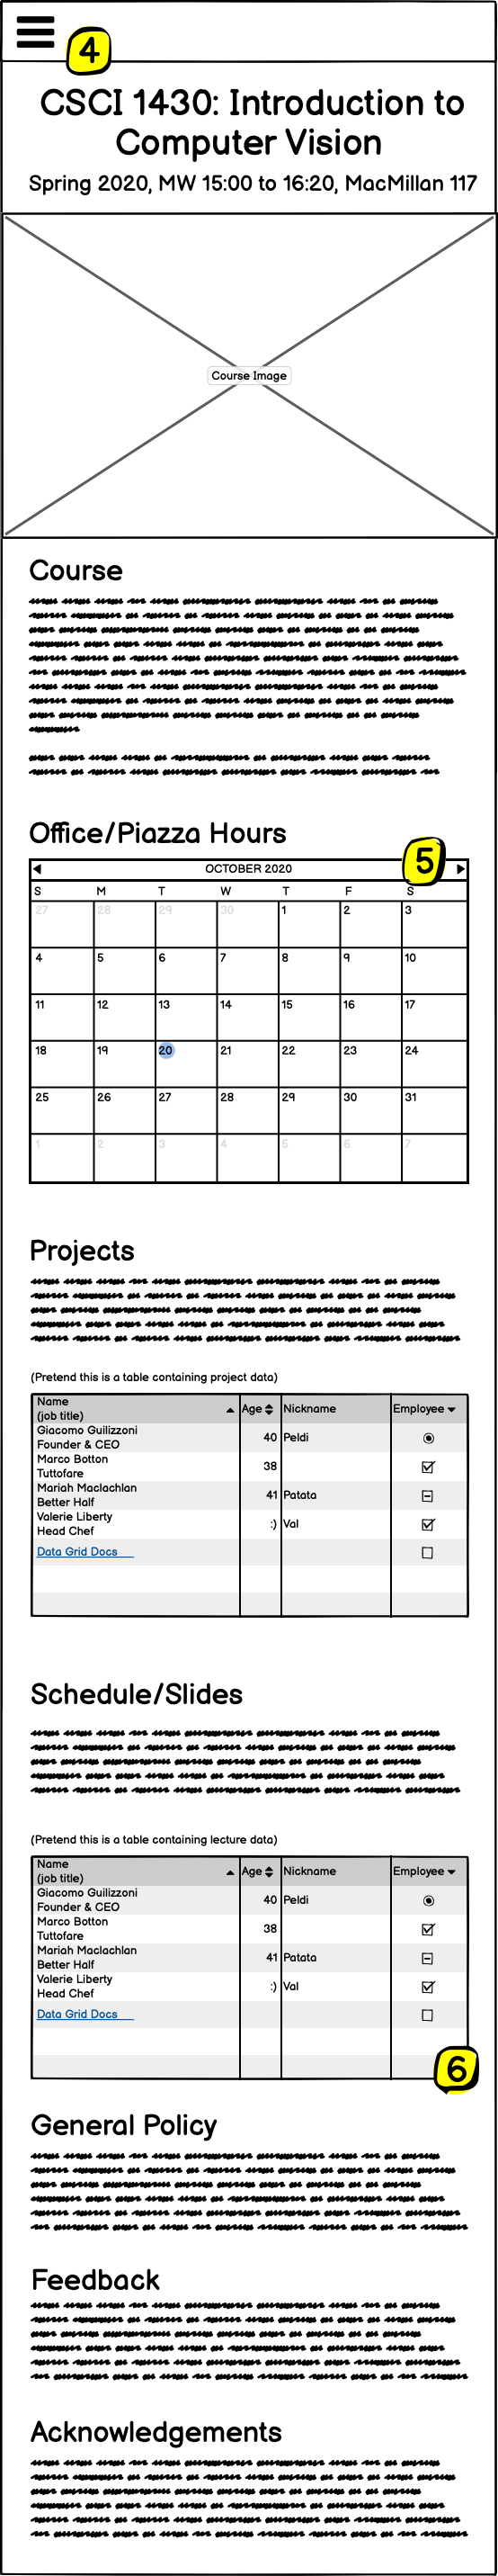 4
CSCI 1430: Introduction to
Computer Vision
Spring 2020, MW 15:00 to 16:20, MacMillan 117
Course Image
Course
Office/Piazza Hours
5
OCTOBER 2020
S M T W T F S
27 28 29 30 1 2 3
4 5 6 7 8 9 10
11 12 13 14 15 16 17
18 19 20 21 22 23 24
25 26 27 28 29 30 31
1 2 3 4 5 6 7
Projects
(Pretend this is a table containing project data)
Name
(job title) Age Nickname Employee
Giacomo Guilizzoni
Founder & CEO 40 Peldi
Marco Botton
Tuttofare 38
Mariah Maclachlan
Better Half 41 Patata
Valerie Liberty
Head Chef :) Val
Data Grid Docs
Schedule/Slides
(Pretend this is a table containing lecture data)
Name
(job title) Age Nickname Employee
Giacomo Guilizzoni
Founder & CEO 40 Peldi
Marco Botton
Tuttofare 38
Mariah Maclachlan
Better Half 41 Patata
Valerie Liberty
Head Chef :) Val
Data Grid Docs
6
General Policy
Feedback
Acknowledgements